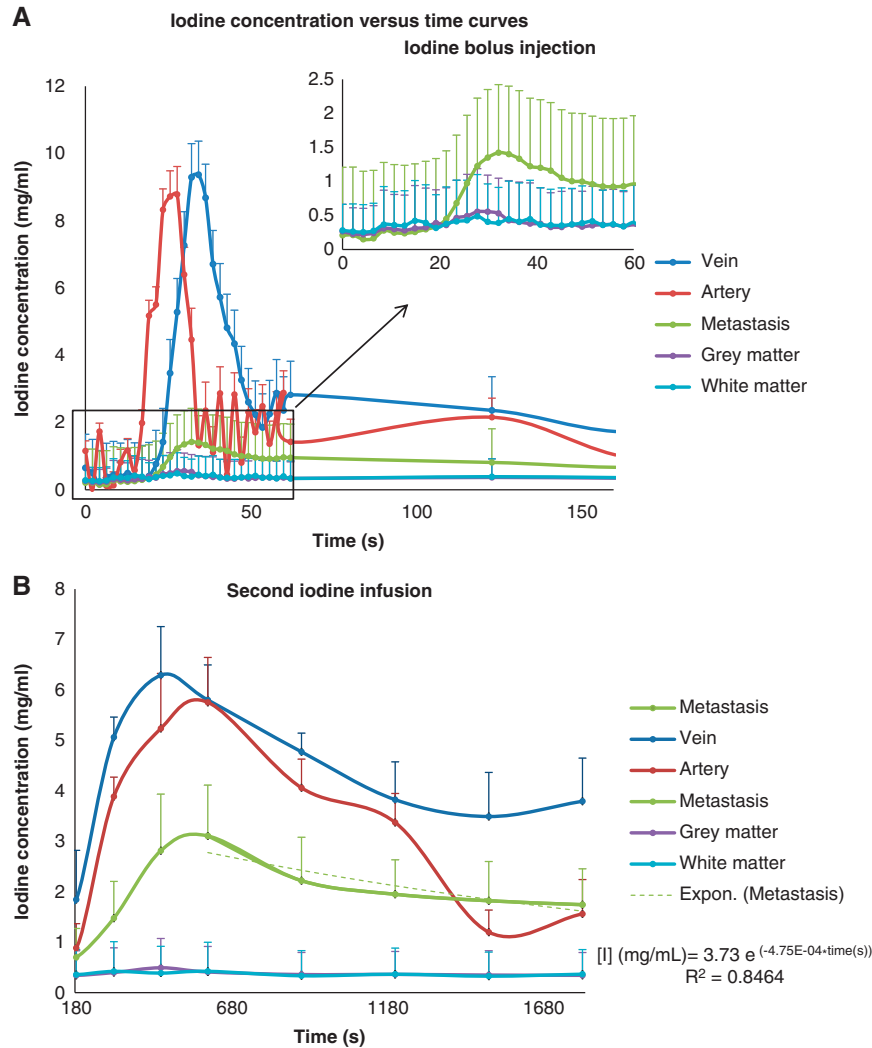 A
Iodine concentration versus time curves
Iodine bolus injection
Iodine concentration (mg/ml)
12
10
8
6
4
2
0
0
50
100
150
Time (s)
2.5
2
1.5
1
0.5
0
0
20
40
60
Vein
Artery
Metastasis
Grey matter
White matter
B
Second iodine infusion
Iodine concentration (mg/ml)
8
7
6
5
4
3
2
1
0
180
680
1180
1680
Time (s)
Metastasis
Vein
Artery
Metastasis
Grey matter
White matter
Expon. (Metastasis)
[I] (mg/mL)= 3.73 e (-4.75E-04*time(s))
R² = 0.8464